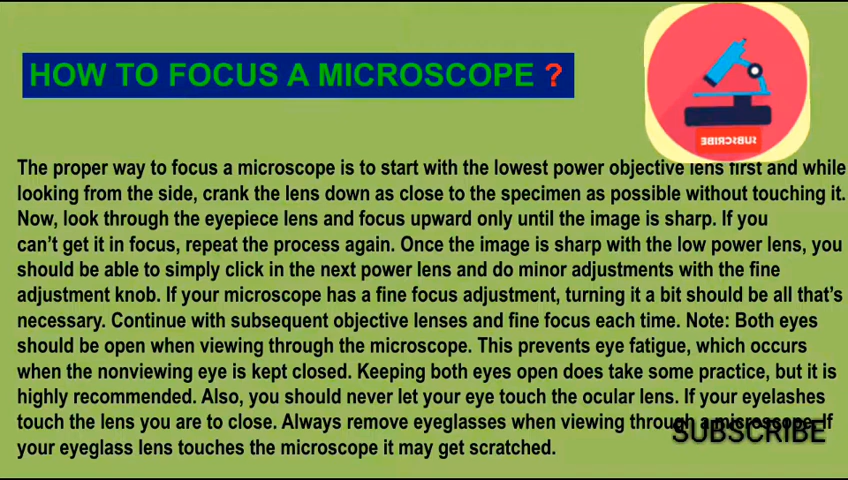 HOW TO FOCUS A MICROSCOPE ?
SUBSCRIBE
The proper way to focus a microscope is to start with the lowest power objective lens first and while
looking from the side, crank the lens down as close to the specimen as possible without touching it.
Now, look through the eyepiece lens and focus upward only until the image is sharp. If you
can’t get it in focus, repeat the process again. Once the image is sharp with the low power lens, you
should be able to simply click in the next power lens and do minor adjustments with the fine
adjustment knob. If your microscope has a fine focus adjustment, turning it a bit should be all that’s
necessary. Continue with subsequent objective lenses and fine focus each time. Note: Both eyes
should be open when viewing through the microscope. This prevents eye fatigue, which occurs
when the nonviewing eye is kept closed. Keeping both eyes open does take some practice, but it is
highly recommended. Also, you should never let your eye touch the ocular lens. If your eyelashes
touch the lens you are to close. Always remove eyeglasses when viewing through a microscope. If
SUBSCRIBE
your eyeglass lens touches the microscope it may get scratched.